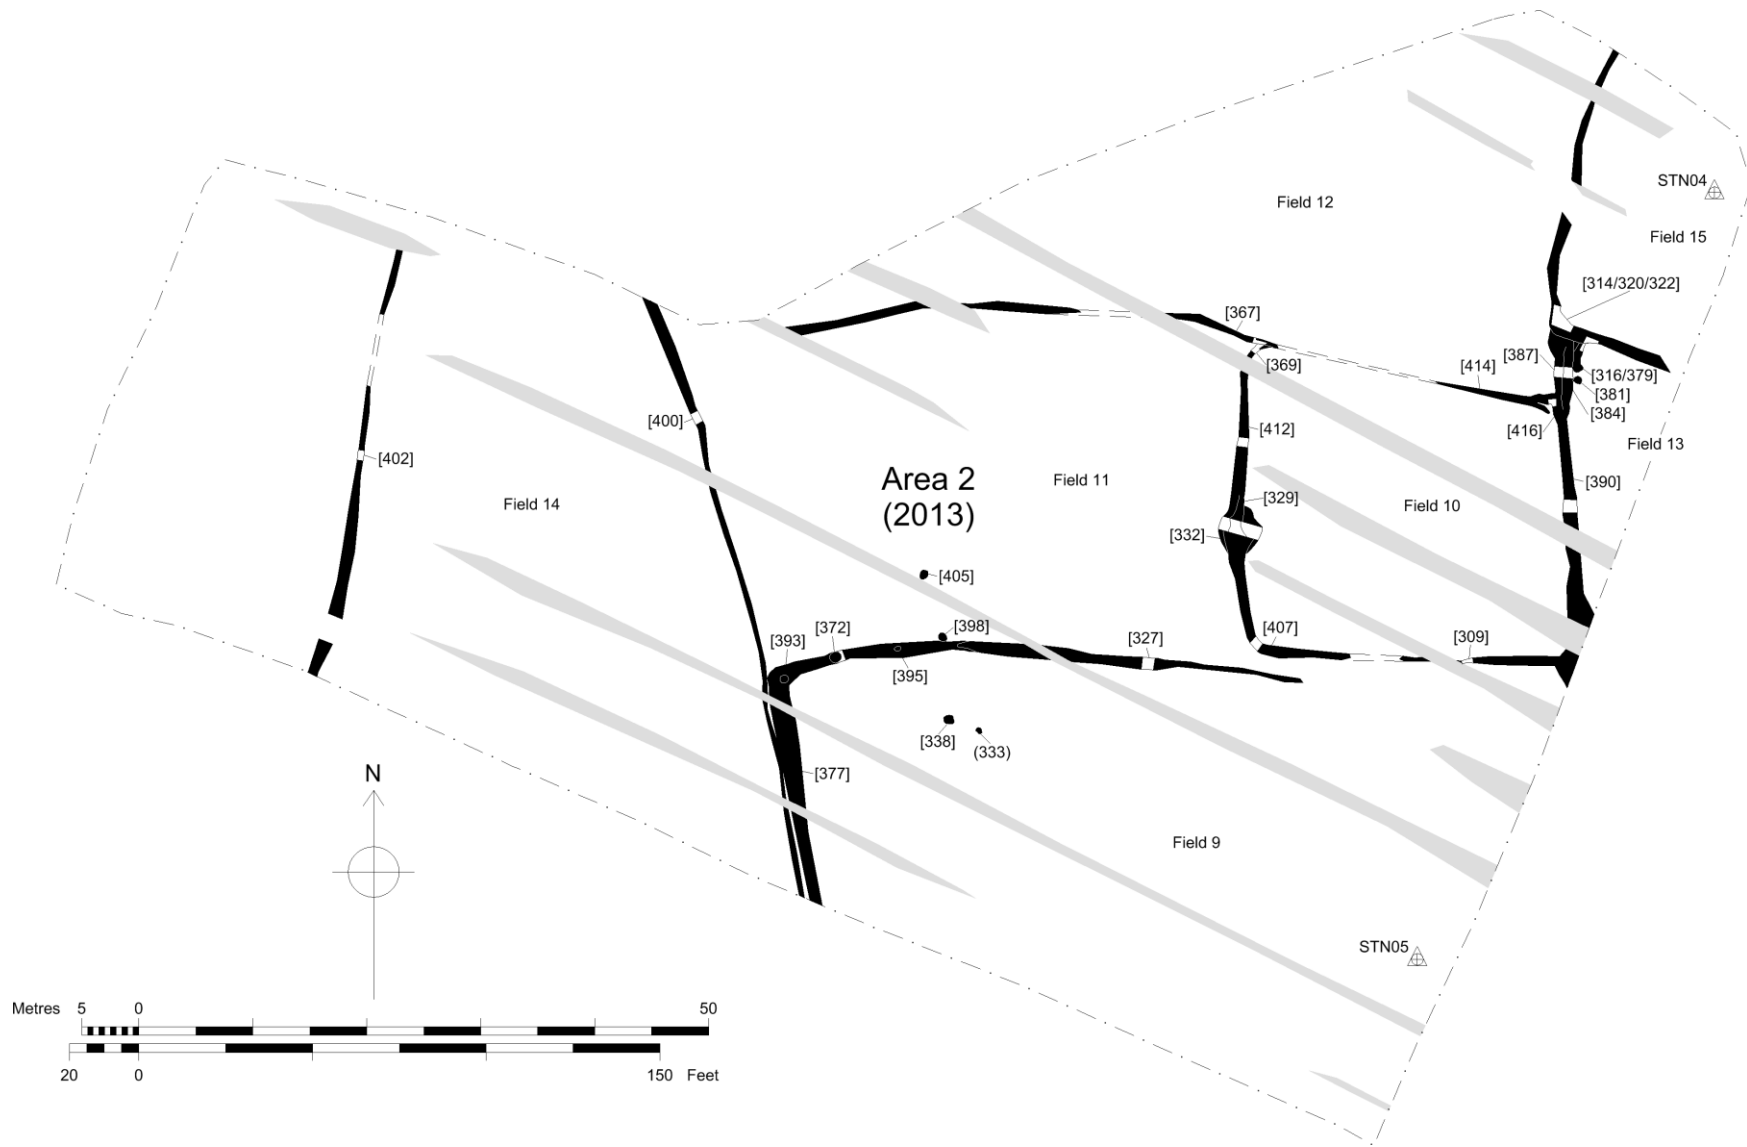 STN04
Field 12
Field 15
[314/320/322]
[367]
[387]
[369]
[414]
[316/379]
[381]
[384]
[400]
[412]
[416]
Field 13
[402]
Area 2
(2013)
Field 11
[390]
Field 14
[329]
Field 10
[332]
[405]
[372]
[398]
[393]
[327]
[407]
[309]
[395]
[338]
(333)
[377]
N
Field 9
STN05
Metres 5 0 50
20 0 150 Feet